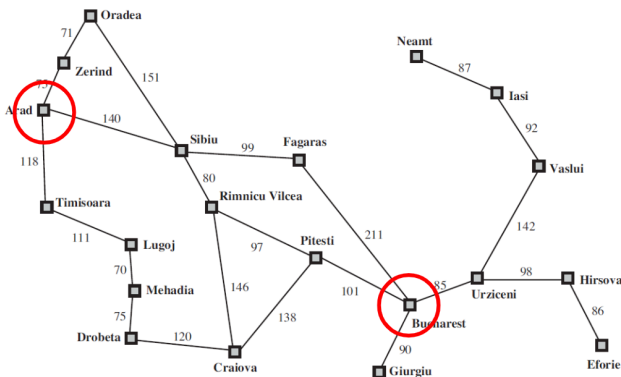 Oradea
71
Neamt
87
Zerind
151
75
Iasi
Arad
140
92
Sibiu
99
Fagaras
118
80
Vaslui
Timisoara
Rimnicu Vilcea
111
211
142
Lugoj
97
Pitesti
70
98
Hirsova
146
101
85
Mehadia
Urziceni
75
138
86
Bucharest
Drobeta
120
90
Craiova
Giurgiu
Eforie